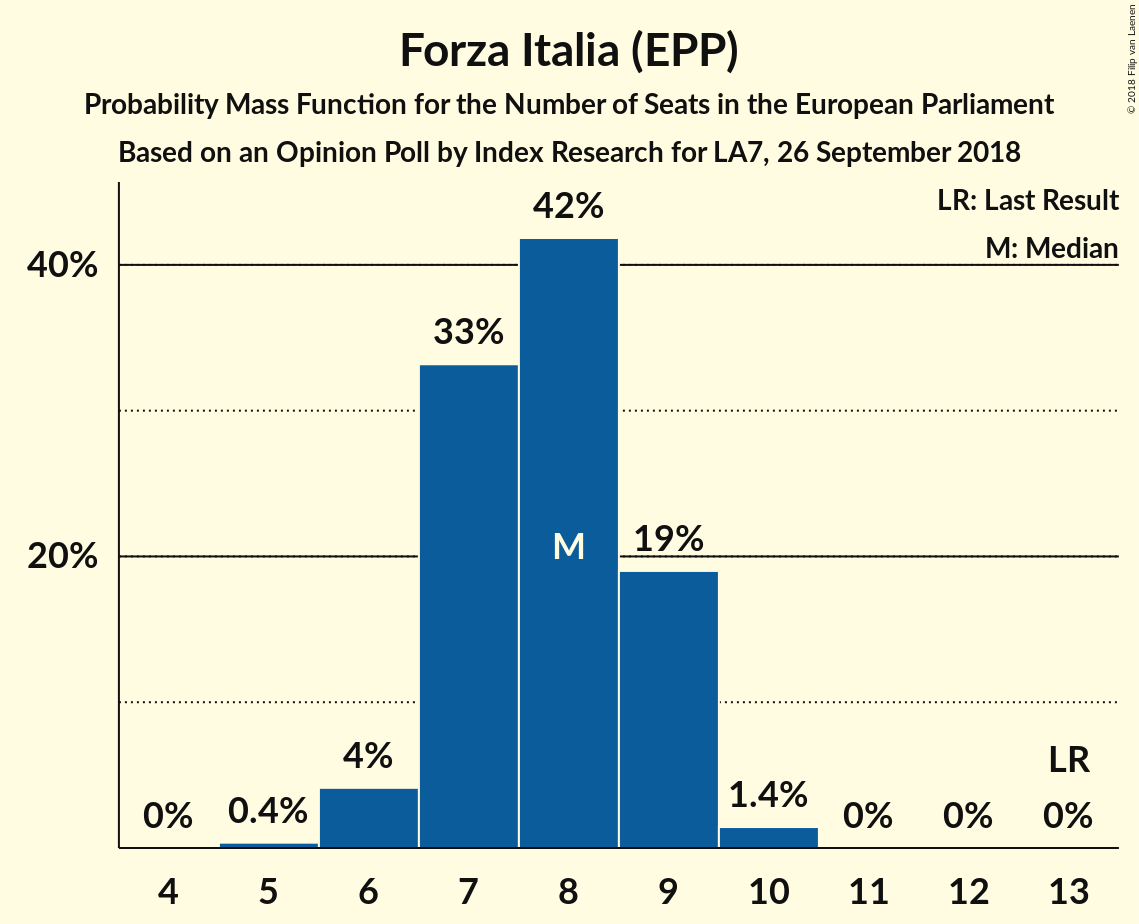 Forza Italia (EPP)
Probability Mass Function for the Number of Seats in the European Parliament
Based on an Opinion Poll by Index Research for LA7, 26 September 2018
© 2018 Filip van Laenen
LR: Last Result
M: Median
40%
20%
0%
0.4%
4%
33%
42%
M
19%
1.4%
0%
0%
LR
0%
4 5 6 7 8 9 10 11 12 13